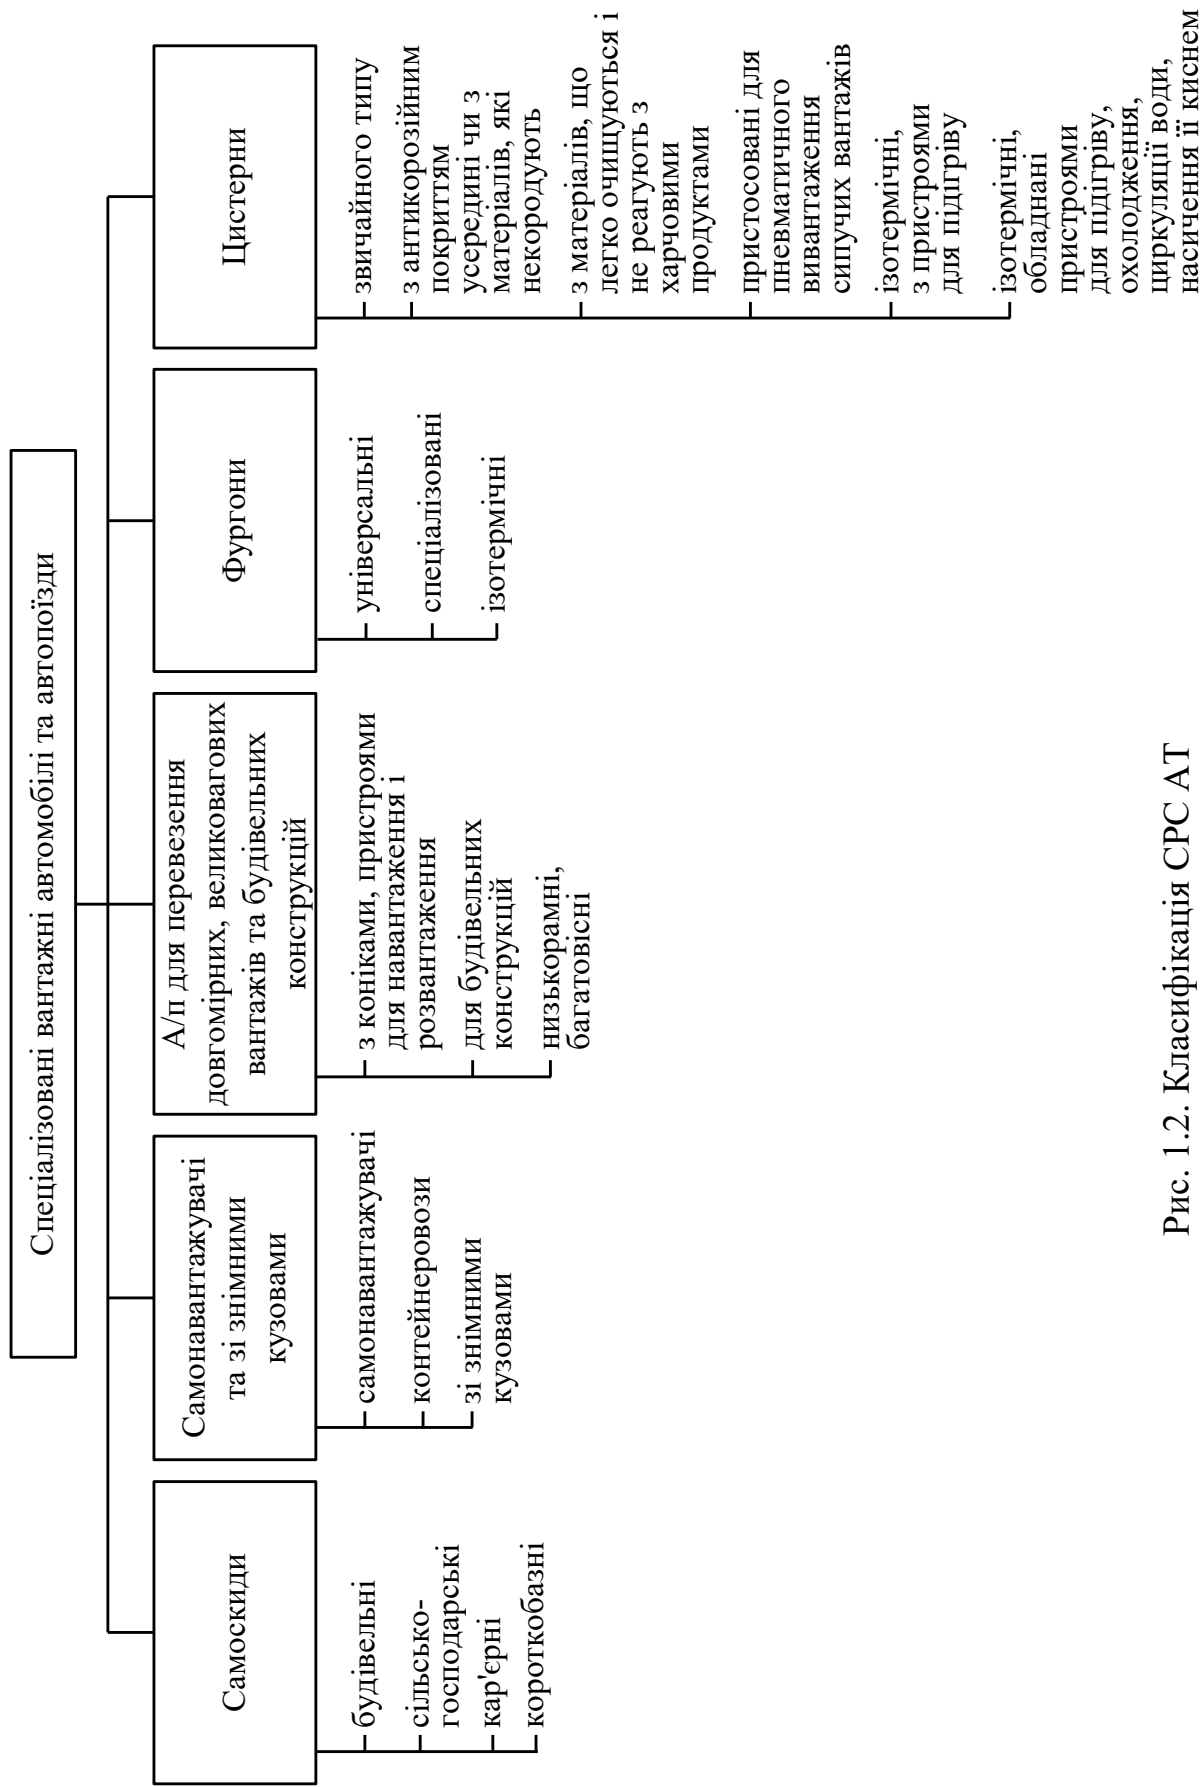 Спеціалізовані вантажні автомобілі та автопоїзди
Самоскиди
будівельні
сільсько-
господарські
кар'єрні
короткобазні
Самонавантажувачі
та зі знімними
кузовами
самонавантажувачі
контейнеровози
зі знімними
кузовами
А/п для перевезення
довгомірних, великовагових
вантажів та будівельних
конструкцій
з коніками, пристроями
для навантаження і
розвантаження
для будівельних
конструкцій
низькорамні,
багатовісні
Фургони
універсальні
спеціалізовані
ізотермічні
Цистерни
звичайного типу
з антикорозійним
покриттям
усередині чи з
матеріалів, які
некородують
з матеріалів, що
легко очищуються і
не реагують з
харчовими
продуктами
пристосовані для
пневматичного
вивантаження
сипучих вантажів
ізотермічні,
з пристроями
для підігріву
ізотермічні,
обладнані
пристроями
для підігріву,
охолодження,
циркуляції води,
насичення її киснем
Рис. 1.2. Класифікація СРС АТ